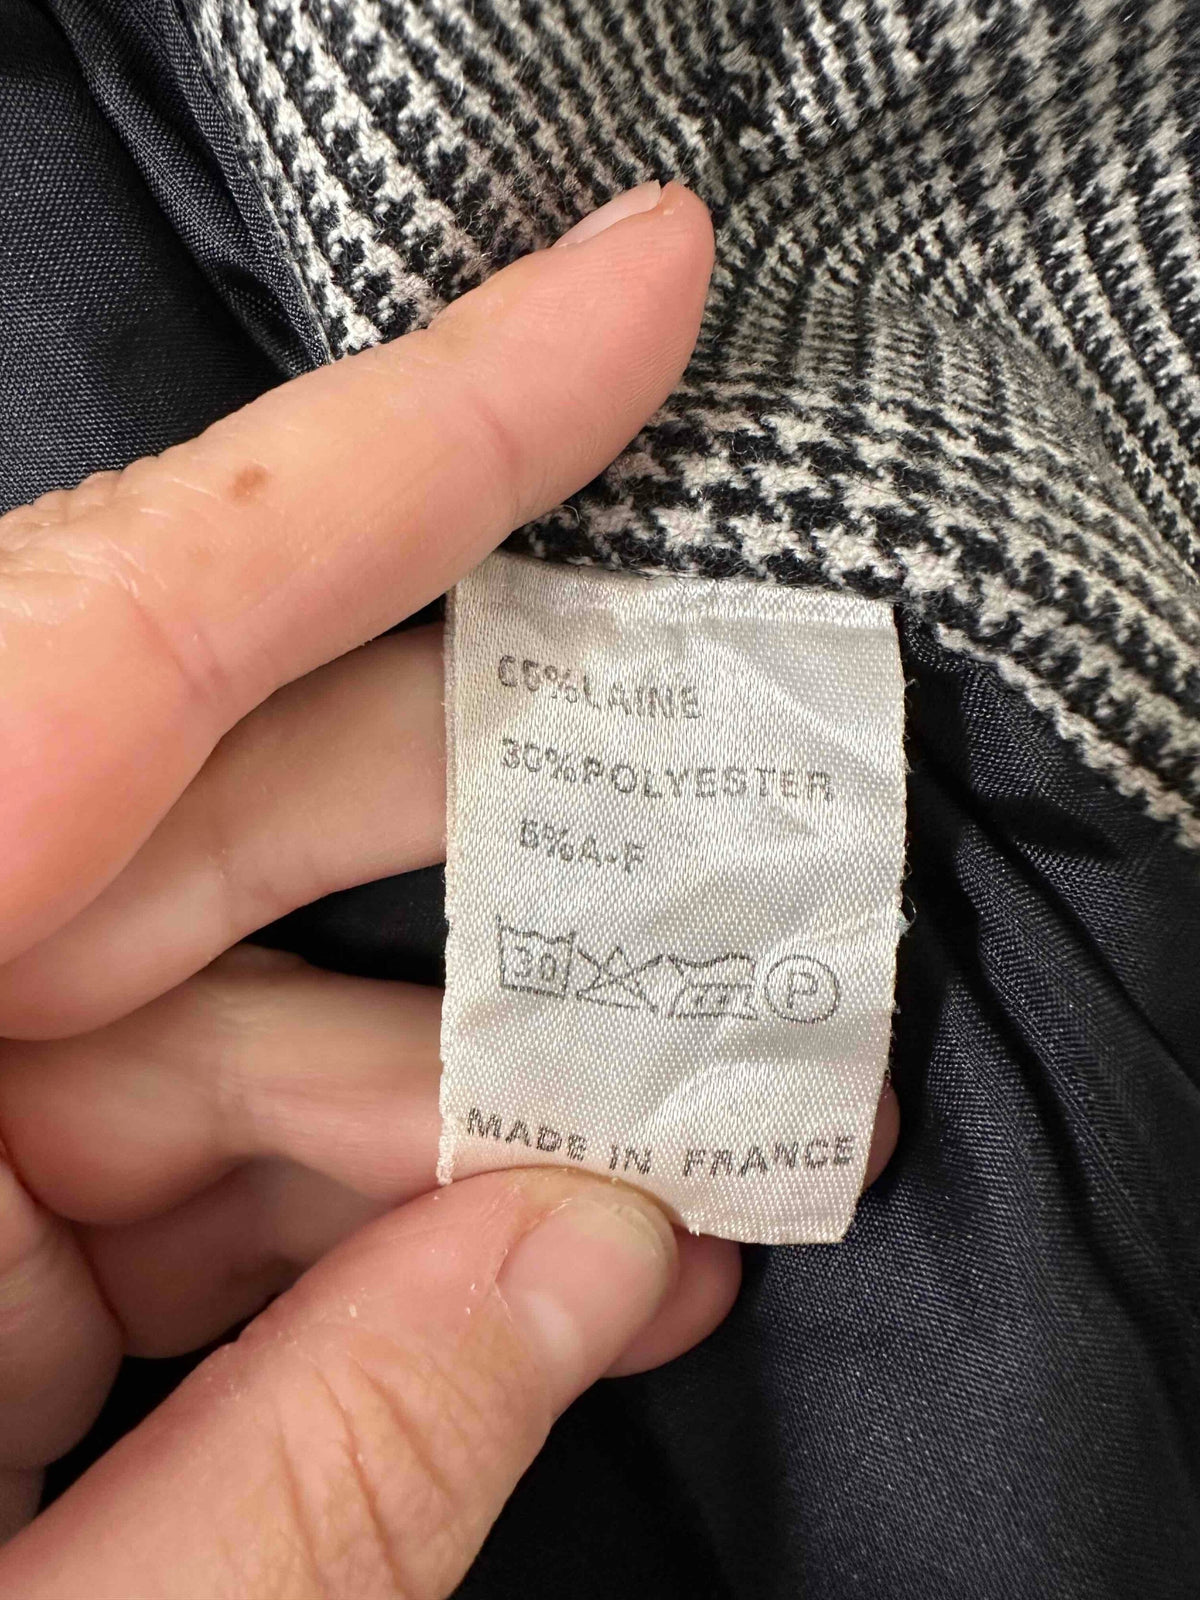 65%LAINE
30%POLYESTER
5%A.F
30 P
MADE IN FRANCE